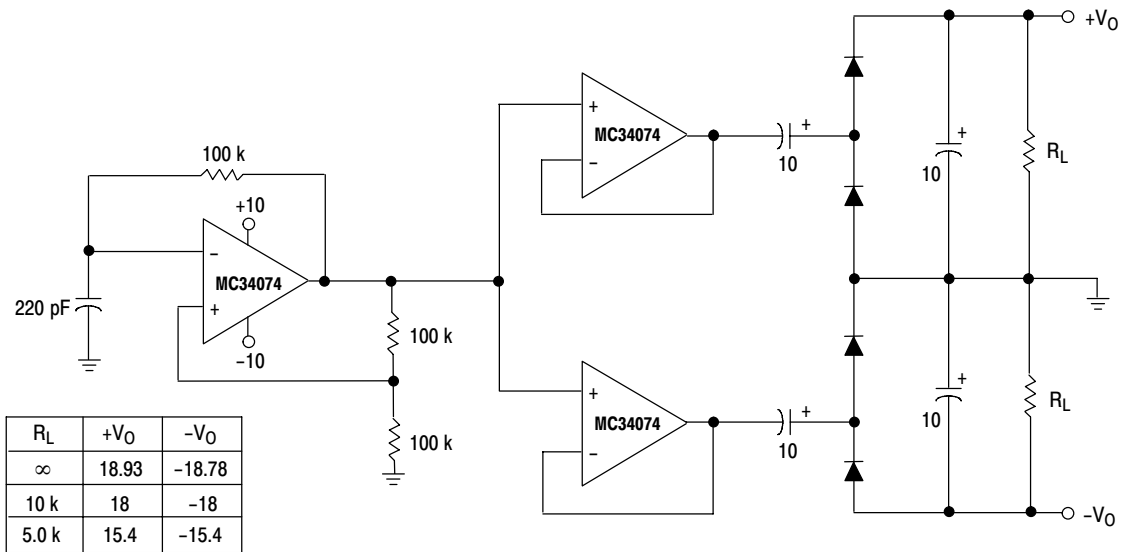 +VO
+
MC34074
-
+
10
+
10
RL
100 k
+10
-
MC34074
+
-10
220 pF
100 k
100 k
+
MC34074
-
+
10
+
10
RL
-VO
RL +VO -VO
∞ 18.93 -18.78
10 k 18 -18
5.0 k 15.4 -15.4